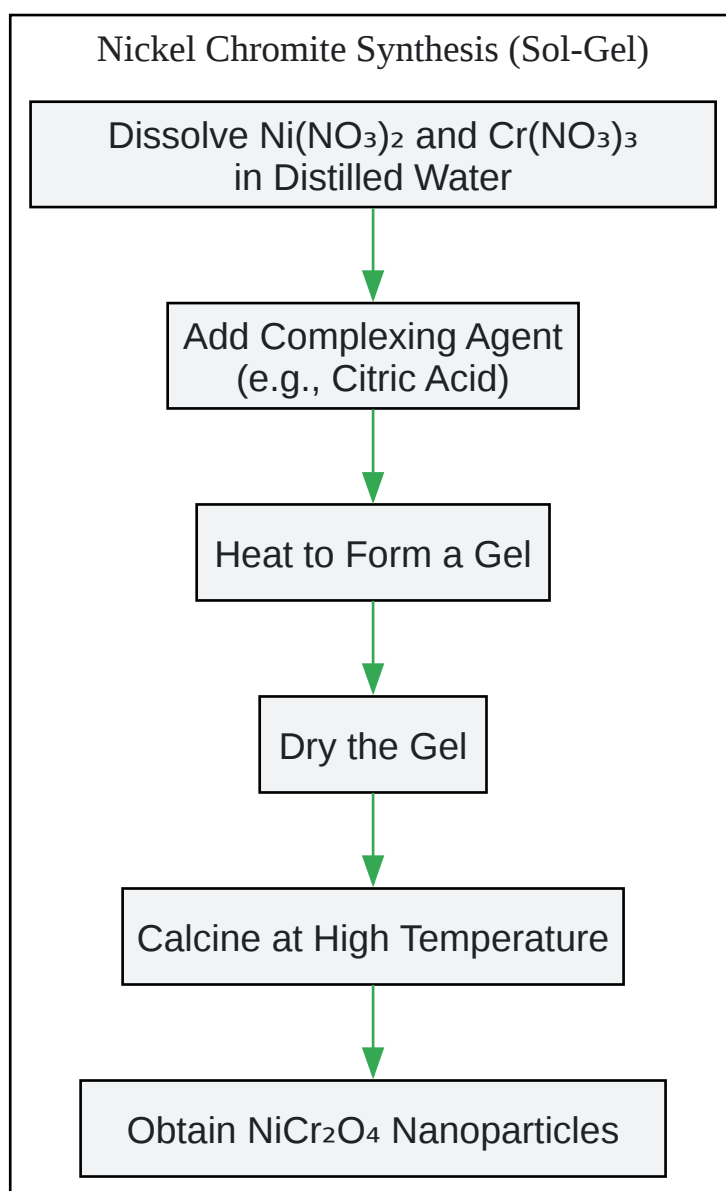 Nickel Chromite Synthesis (Sol-Gel)
Dissolve Ni(NO₃)₂ and Cr(NO₃)₃
in Distilled Water
Add Complexing Agent
(e.g., Citric Acid)
Heat to Form a Gel
Dry the Gel
Calcine at High Temperature
Obtain NiCr₂O₄ Nanoparticles